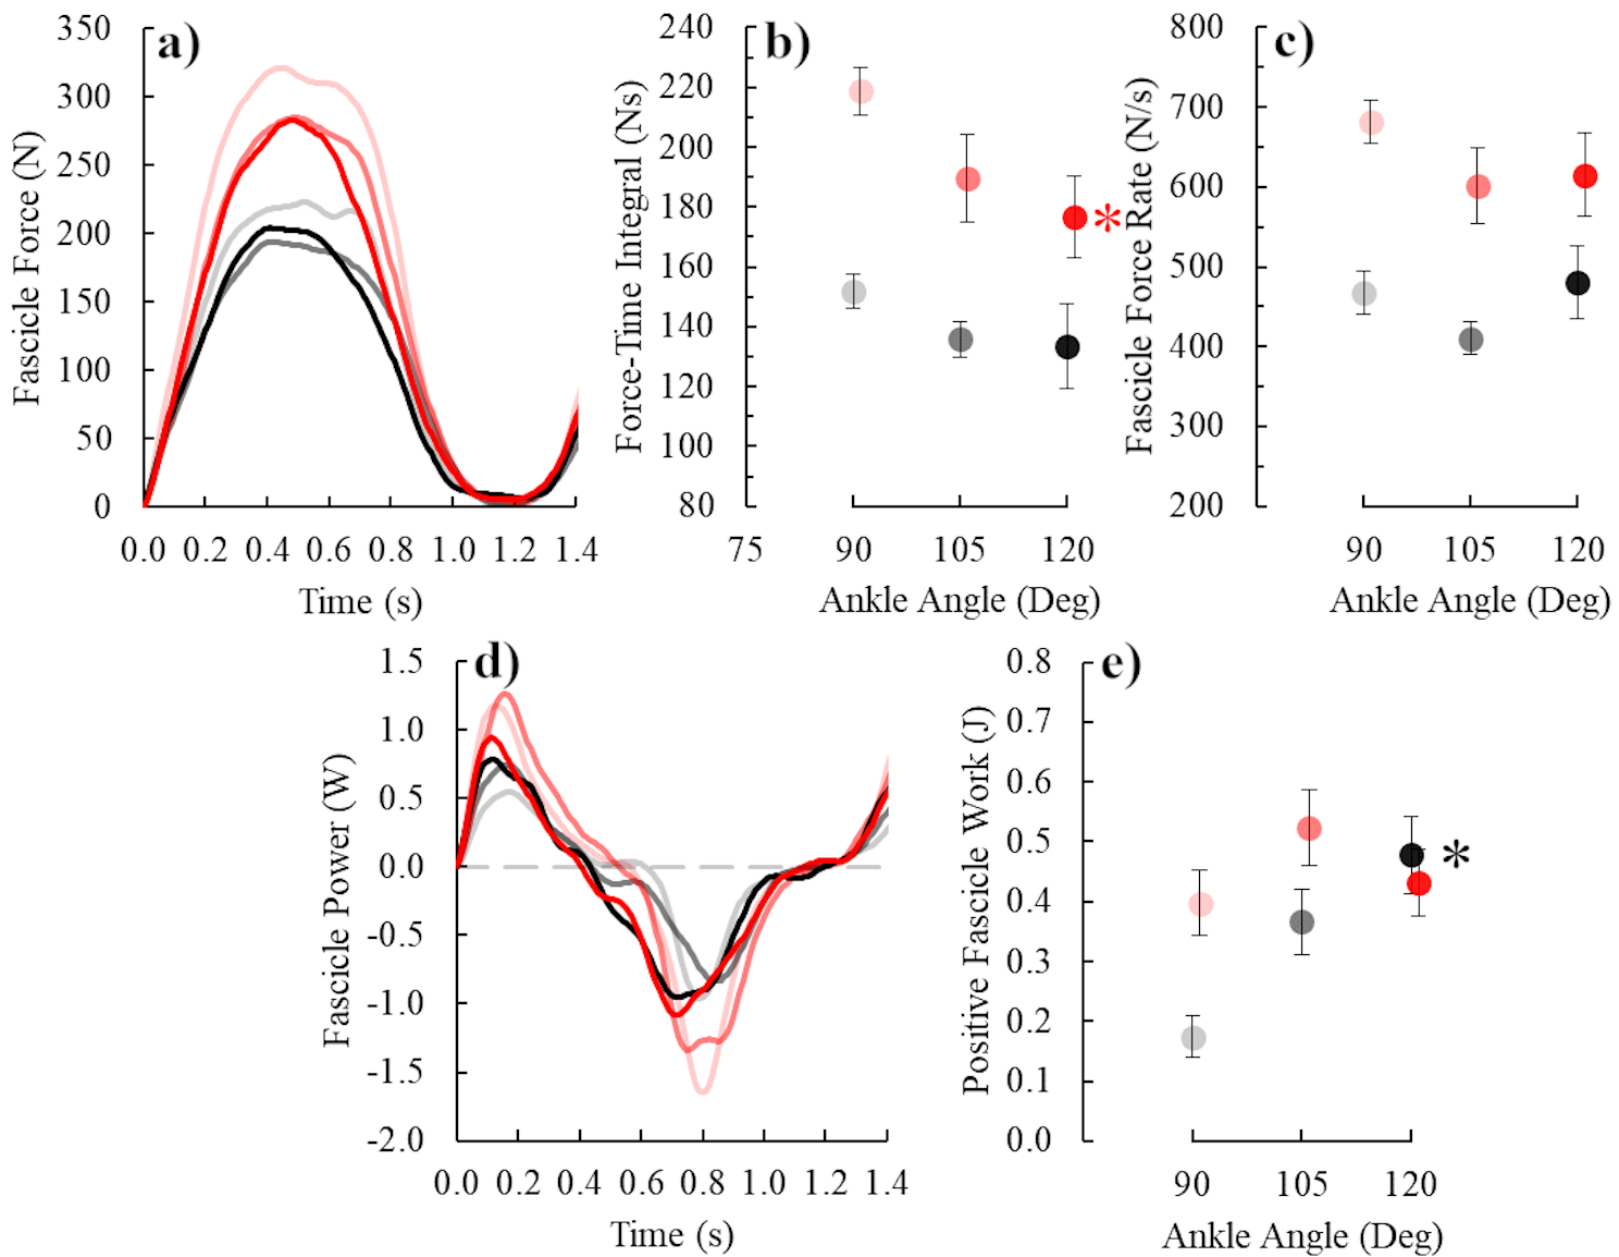 a)
Fascicle Force (N)
350
300
250
200
150
100
50
0
0.0 0.2 0.4 0.6 0.8 1.0 1.2 1.4
Time (s)
b)
Force-Time Integral (Ns)
240
220
200
180
160
140
120
100
80
*
75 90 105 120
Ankle Angle (Deg)
c)
Fascicle Force Rate (N/s)
800
700
600
500
400
300
200
90 105 120
Ankle Angle (Deg)
d)
Fascicle Power (W)
1.5
1.0
0.5
0.0
-0.5
-1.0
-1.5
-2.0
0.0 0.2 0.4 0.6 0.8 1.0 1.2 1.4
Time (s)
e)
Positive Fascicle Work (J)
0.8
0.7
0.6
0.5
0.4
0.3
0.2
0.1
0.0
*
90 105 120
Ankle Angle (Deg)